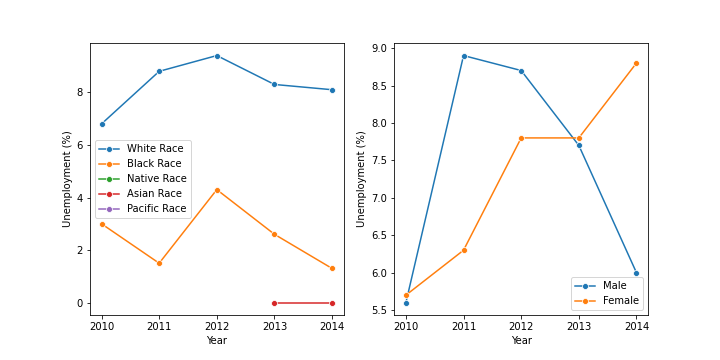 Unemployment (%)
8
6
4
2
0
White Race
Black Race
Native Race
Asian Race
Pacific Race
2010 2011 2012 2013 2014
Year
Unemployment (%)
9.0
8.5
8.0
7.5
7.0
6.5
6.0
5.5
Male
Female
2010 2011 2012 2013 2014
Year